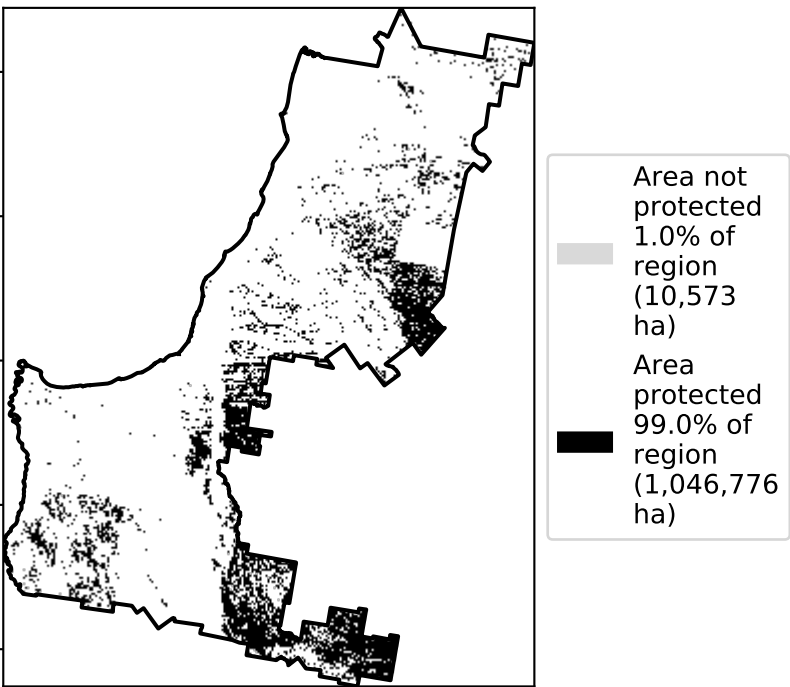 Area not
protected
1.0% of
region
(10,573
ha)
Area
protected
99.0% of
region
(1,046,776
ha)